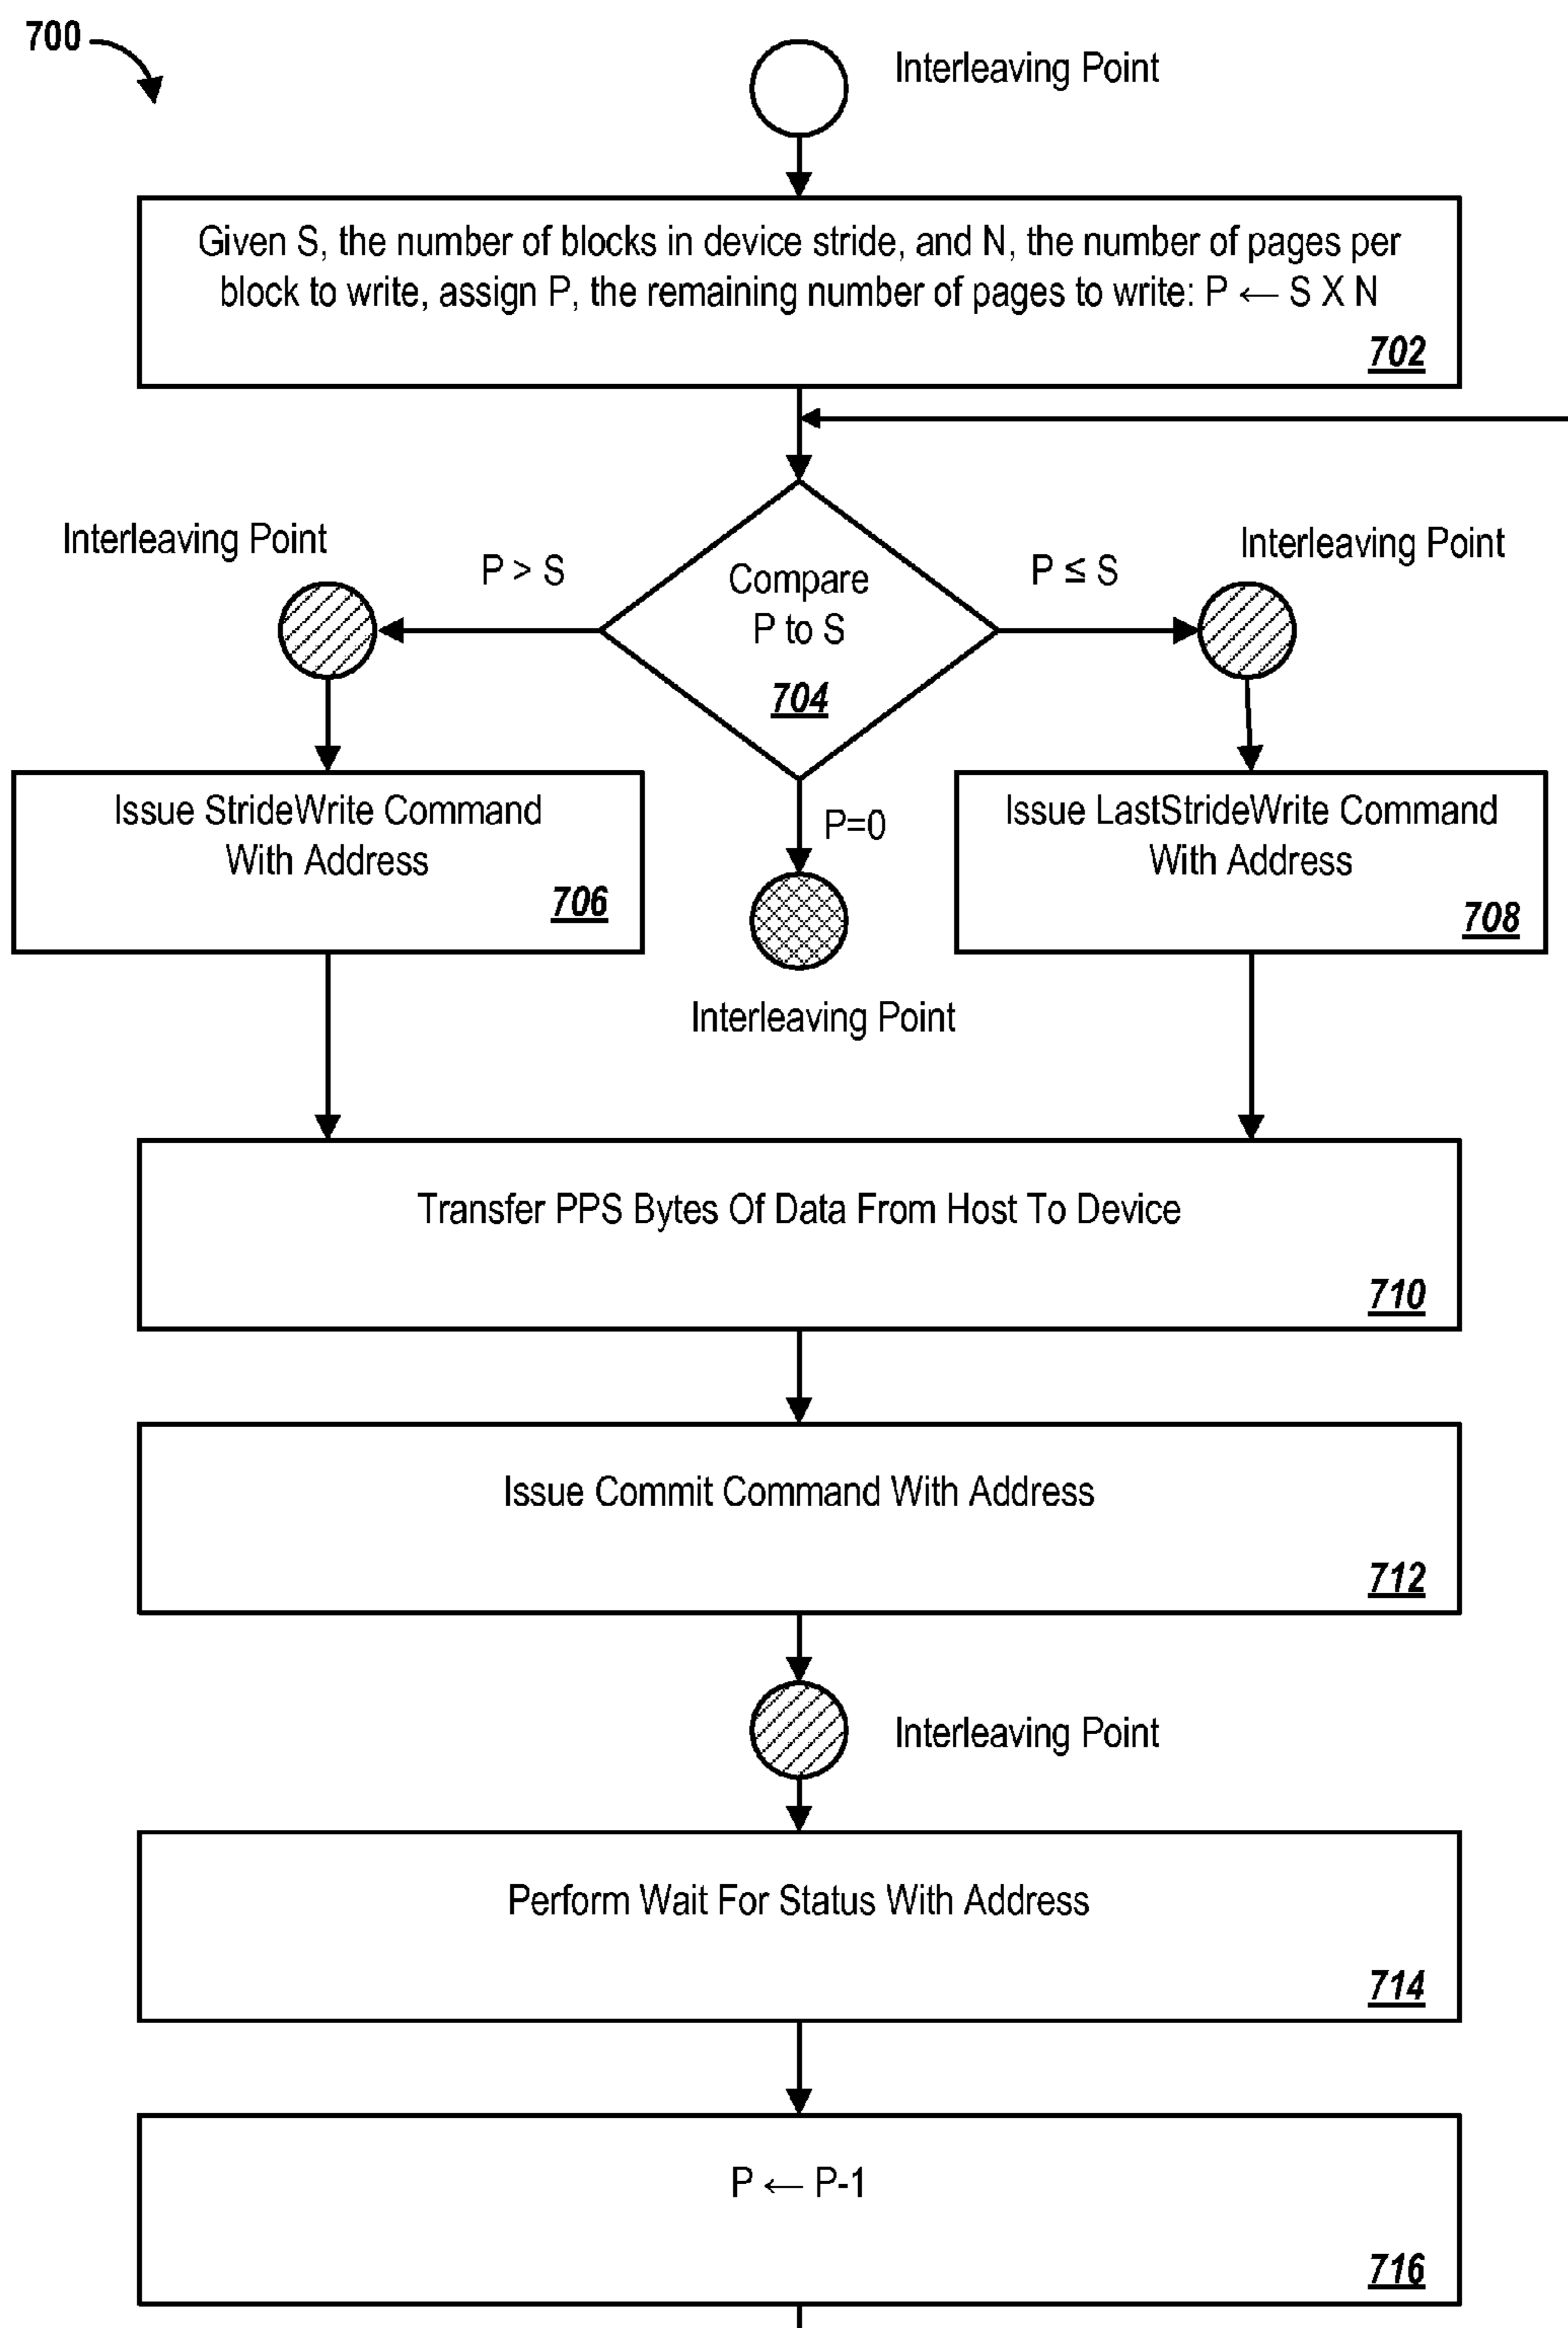 700
Interleaving Point
Given S, the number of blocks in device stride, and N, the number of pages per
block to write, assign P, the remaining number of pages to write: P ← S X N
702
Interleaving Point
P > S
Compare
P to S
704
P ≤ S
Interleaving Point
Issue StrideWrite Command
With Address
706
P=0
Interleaving Point
Issue LastStrideWrite Command
With Address
708
Transfer PPS Bytes Of Data From Host To Device
710
Issue Commit Command With Address
712
Interleaving Point
Perform Wait For Status With Address
714
P ← P-1
716